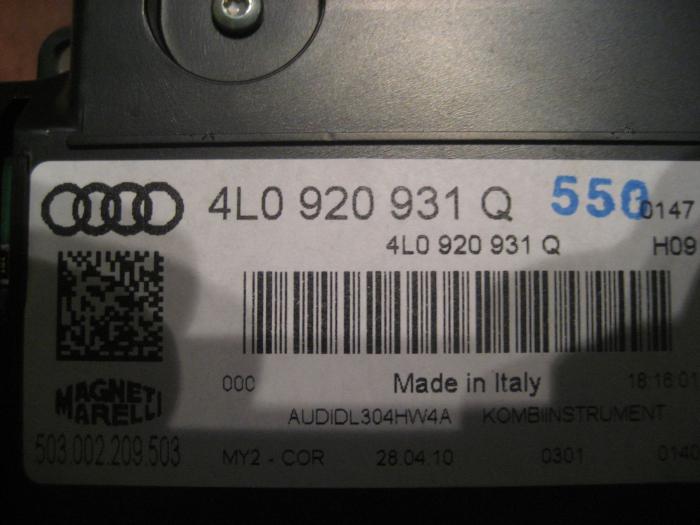 4L0 920 931 Q 550 0147
4L0 920 931 Q H09
000 Made in Italy 18:16:01
MAGNETI
MARELLI
AUDIDL304HW4A KOMBIINSTRUMENT
503.002.209.503 MY2 - COR 28.04.10 0301 0140